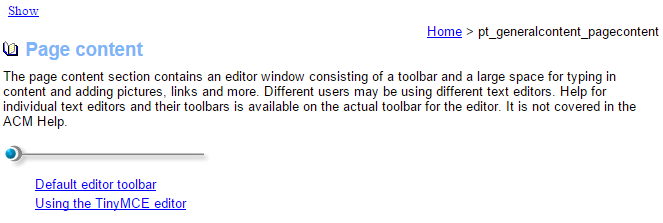 Show
Home > pt_generalcontent_pagecontent
Page content
The page content section contains an editor window consisting of a toolbar and a large space for typing in
content and adding pictures, links and more. Different users may be using different text editors. Help for
individual text editors and their toolbars is available on the actual toolbar for the editor. It is not covered in the
ACM Help.
Default editor toolbar
Using the TinyMCE editor